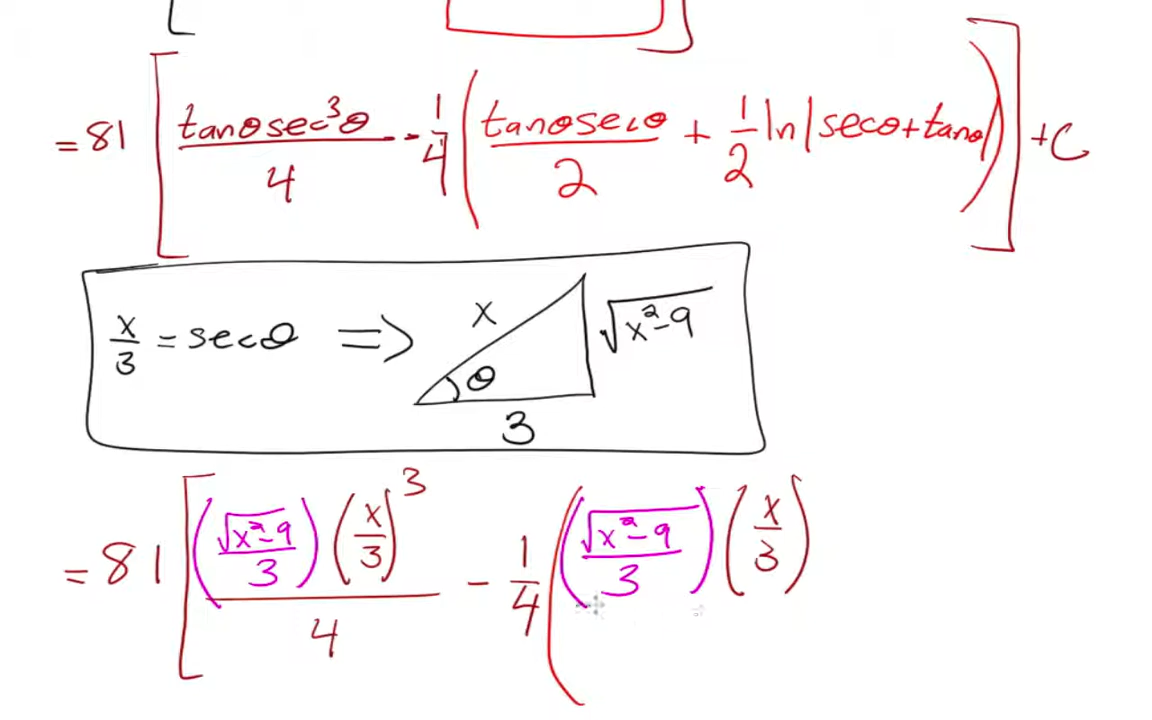 = 81 [ tanθsec³θ / 4 - 1/4 ( tanθsecθ / 2 + 1/2 ln|secθ+tanθ| ) ] + C
x/3 = secθ => x θ 3 √(x²-9)
= 81 [ (√(x²-9) / 3) (x/3)³ / 4 - 1/4 ( (√(x²-9) / 3) (x/3)